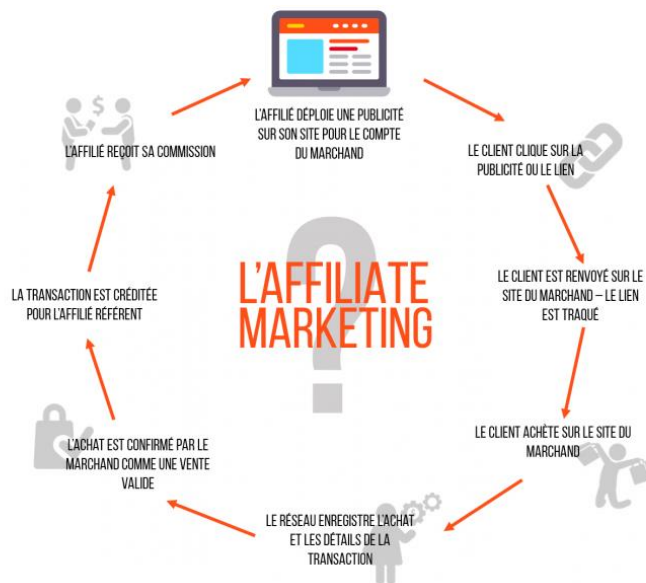 L'AFFILIÉ DÉPLOIE UNE PUBLICITÉ
SUR SON SITE POUR LE COMPTE
DU MARCHAND
LE CLIENT CLIQUE SUR LA
PUBLICITÉ OU LE LIEN
LE CLIENT EST RENVOYÉ SUR LE
SITE DU MARCHAND – LE LIEN
EST TRAQUÉ
LE CLIENT ACHÈTE SUR LE SITE DU
MARCHAND
LE RÉSEAU ENREGISTRE L'ACHAT
ET LES DÉTAILS DE LA
TRANSACTION
L'ACHAT EST CONFIRMÉ PAR LE
MARCHAND COMME UNE VENTE
VALIDE
LA TRANSACTION EST CRÉDITÉE
POUR L'AFFILIÉ RÉFÉRENT
$
L'AFFILIÉ REÇOIT SA COMMISSION
?
L'AFFILIATE
MARKETING